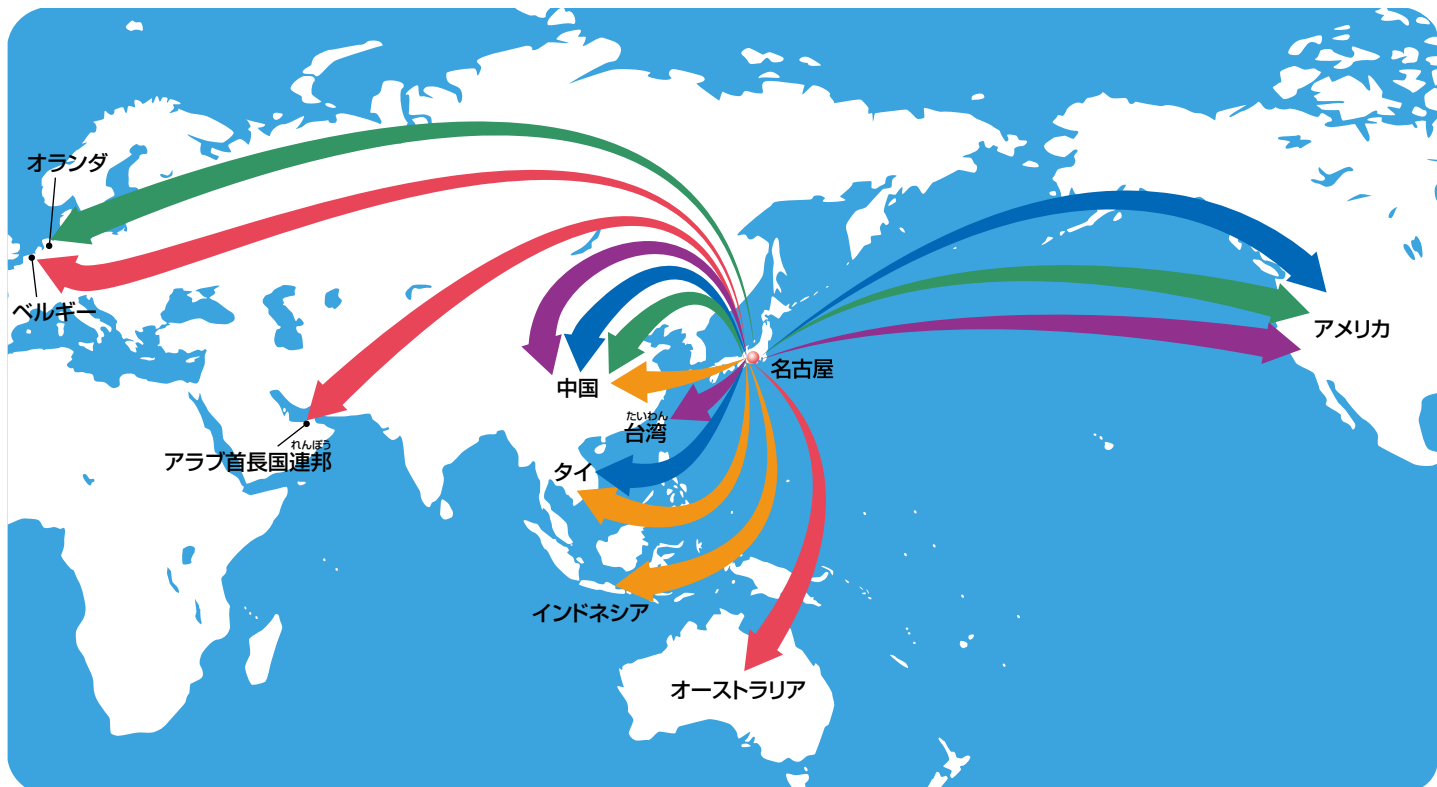 オランダ
ベルギー
アメリカ
名古屋
中国
たいわん
台湾
れんぽう
アラブ首長国連邦
タイ
インドネシア
オーストラリア